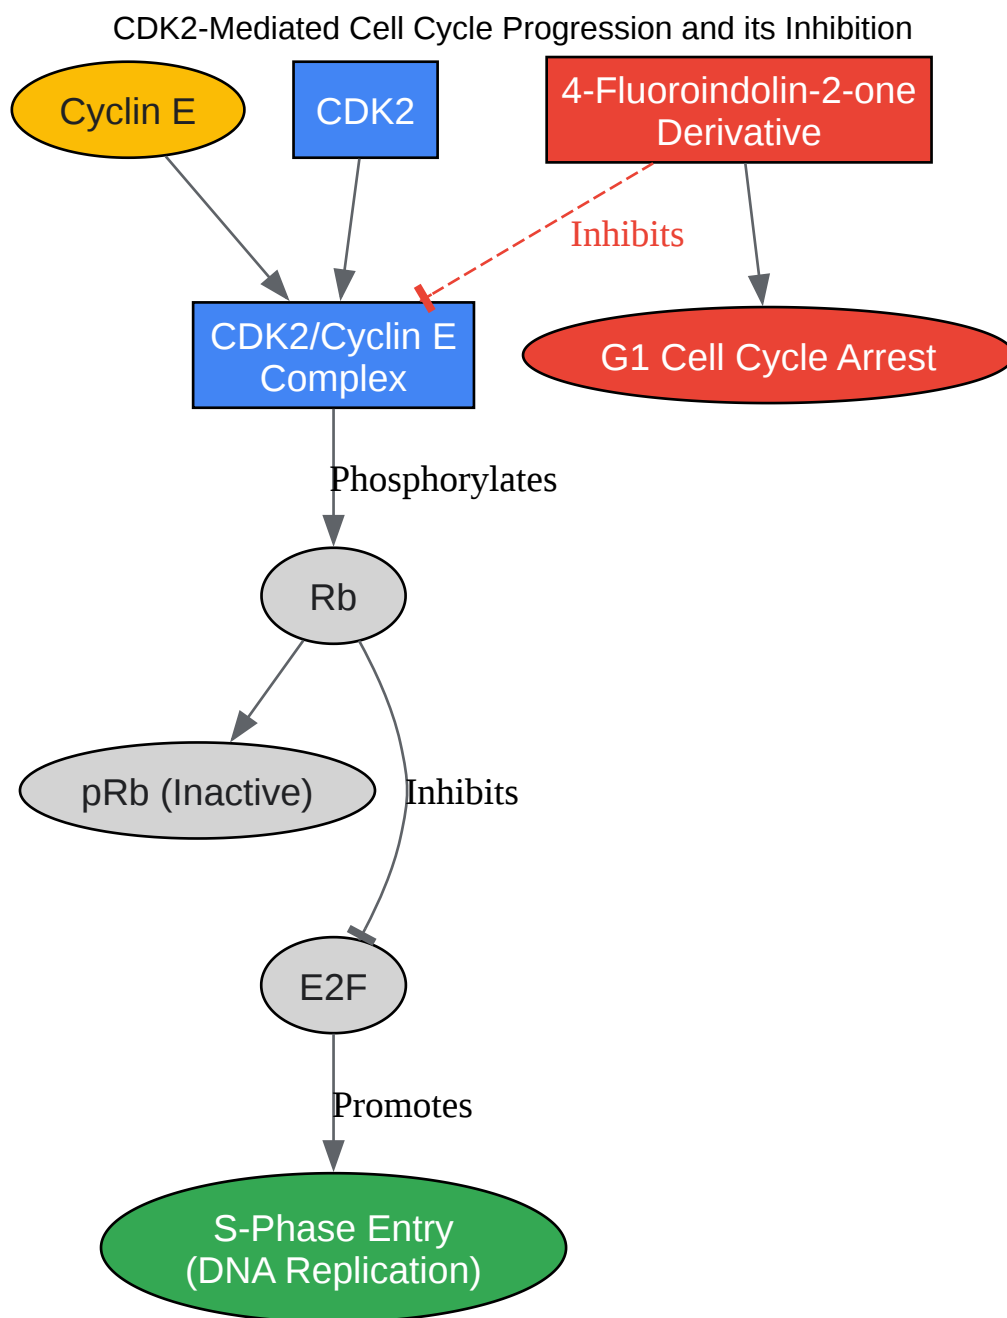 CDK2-Mediated Cell Cycle Progression and its Inhibition
Cyclin E
CDK2
4-Fluoroindolin-2-one
Derivative
Inhibits
CDK2/Cyclin E
Complex
G1 Cell Cycle Arrest
Phosphorylates
Rb
pRb (Inactive)
Inhibits
E2F
Promotes
S-Phase Entry
(DNA Replication)